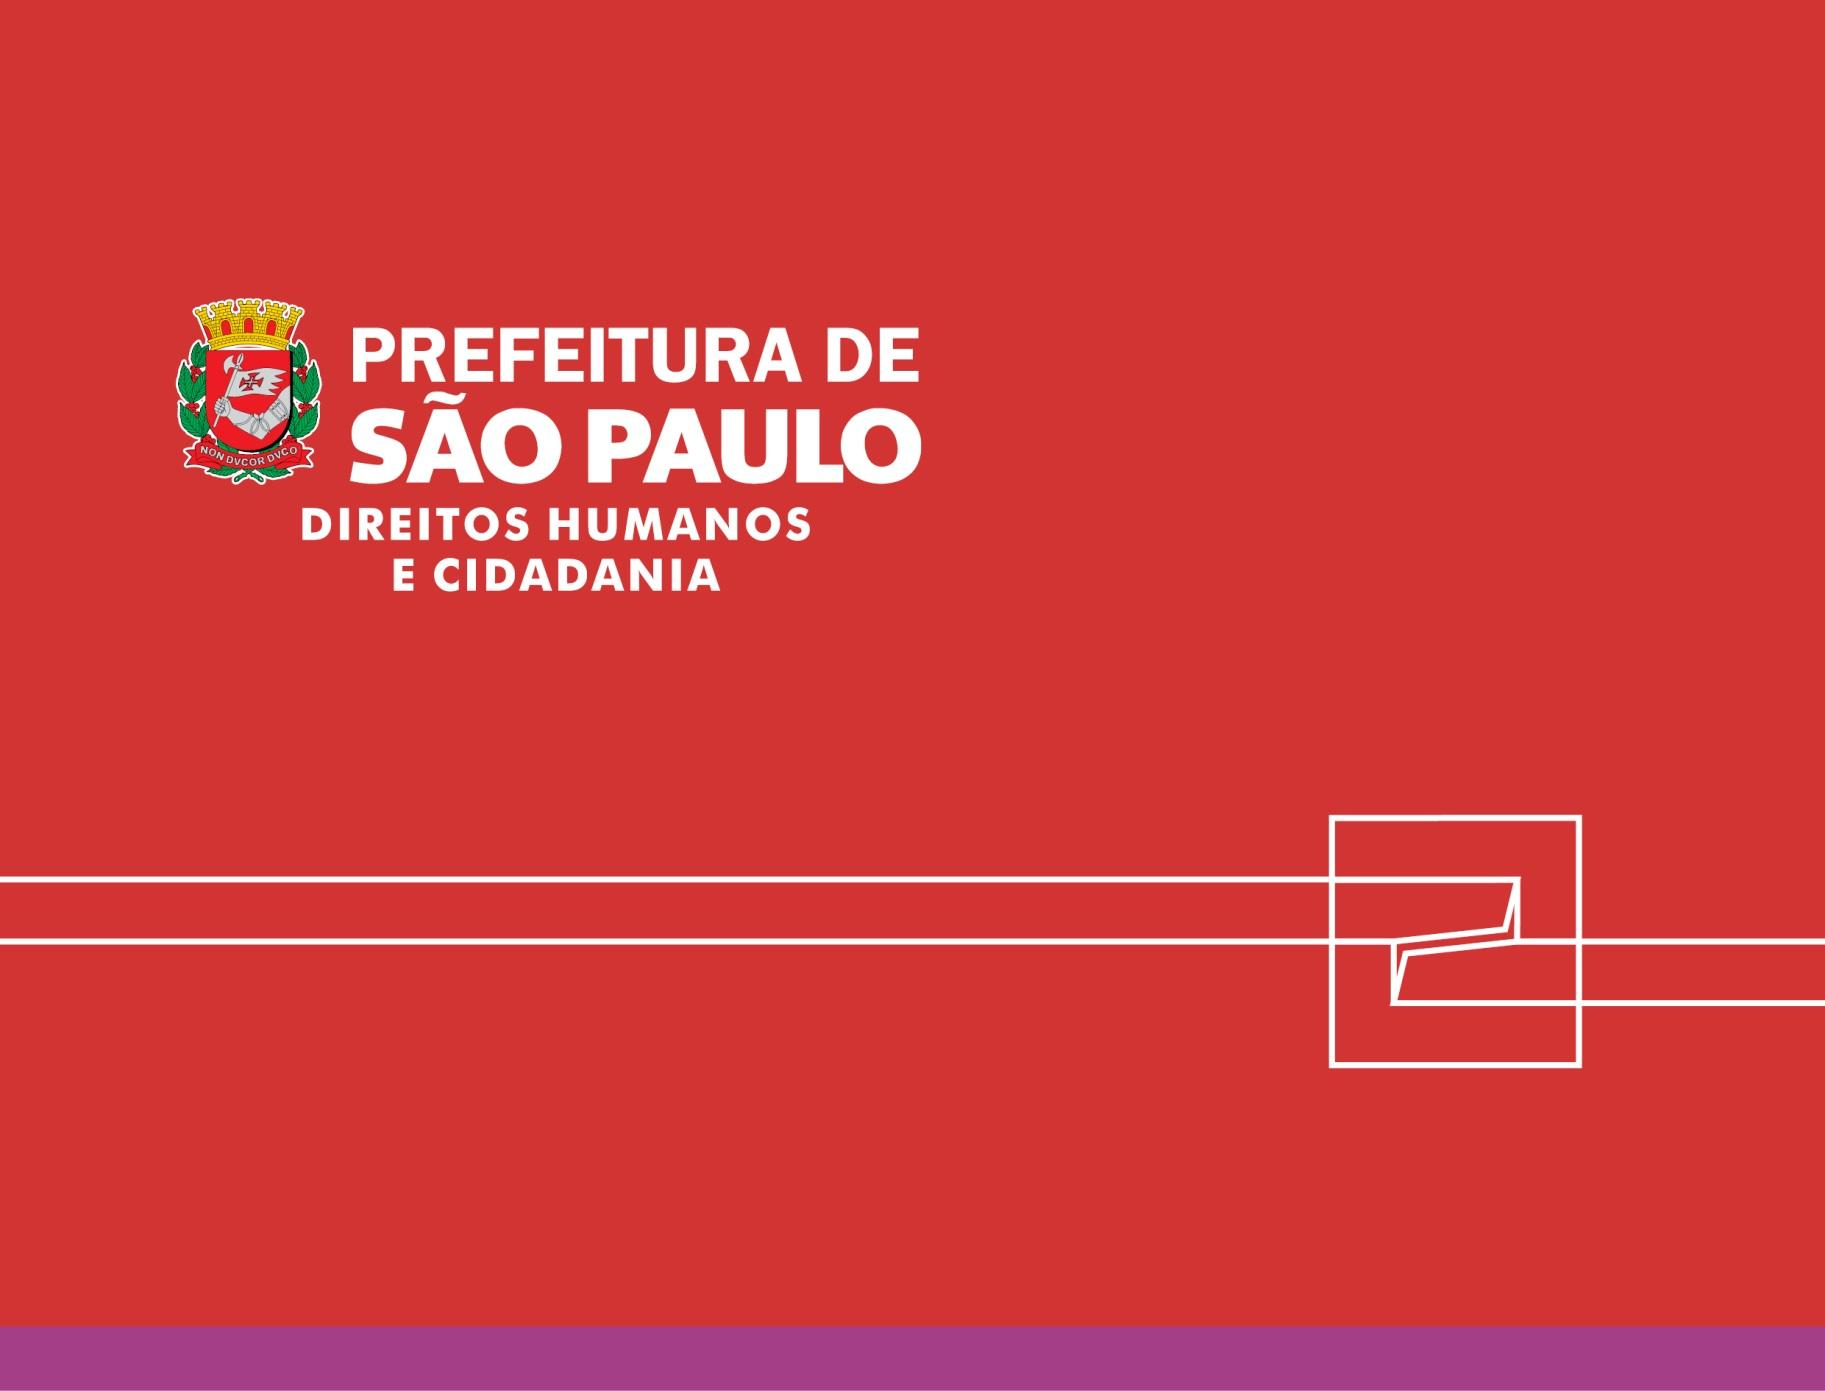 PREFEITURA DE
SÃO PAULO
DIREITOS HUMANOS
E CIDADANIA
NON DVCOR DVCO